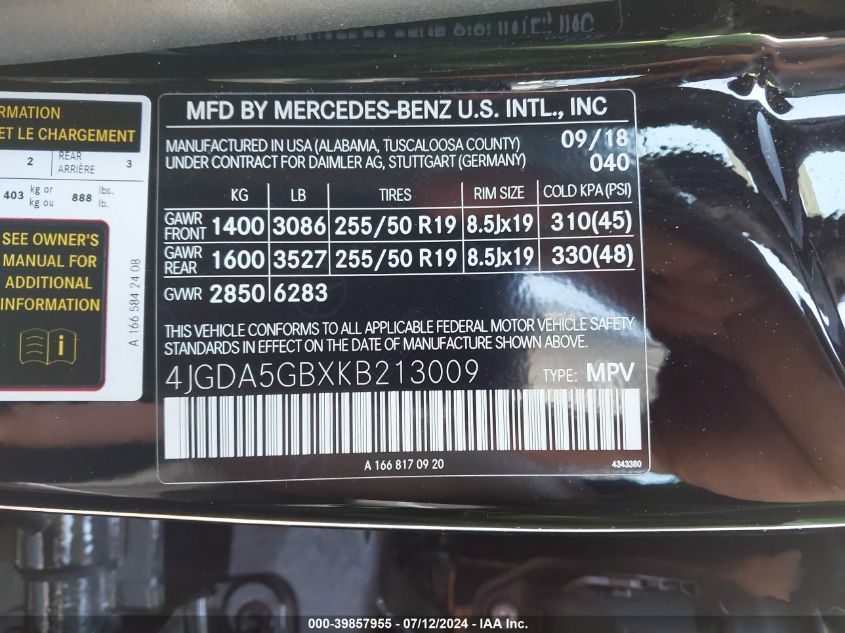 MFD BY MERCEDES-BENZ U.S. INTL., INC
MANUFACTURED IN USA (ALABAMA, TUSCALOOSA COUNTY) 09/18
UNDER CONTRACT FOR DAIMLER AG, STUTTGART (GERMANY) 040
KG LB TIRES RIM SIZE COLD KPA (PSI)
GAWR FRONT 1400 3086 255/50 R19 8.5Jx19 310(45)
GAWR REAR 1600 3527 255/50 R19 8.5Jx19 330(48)
GVWR 2850 6283
THIS VEHICLE CONFORMS TO ALL APPLICABLE FEDERAL MOTOR VEHICLE SAFETY
STANDARDS IN EFFECT ON THE DATE OF MANUFACTURE SHOWN ABOVE.
4JGDA5GBXKB213009 TYPE: MPV
A 166 817 09 20 4343380
ET LE CHARGEMENT
2 REAR 3
ARRIÈRE
403 kg or 888 lbs.
kg ou lb.
SEE OWNER'S
MANUAL FOR
ADDITIONAL
INFORMATION
i
A 166 584 24 08
000-39857955 / 07/12/2024 - IAA Inc.